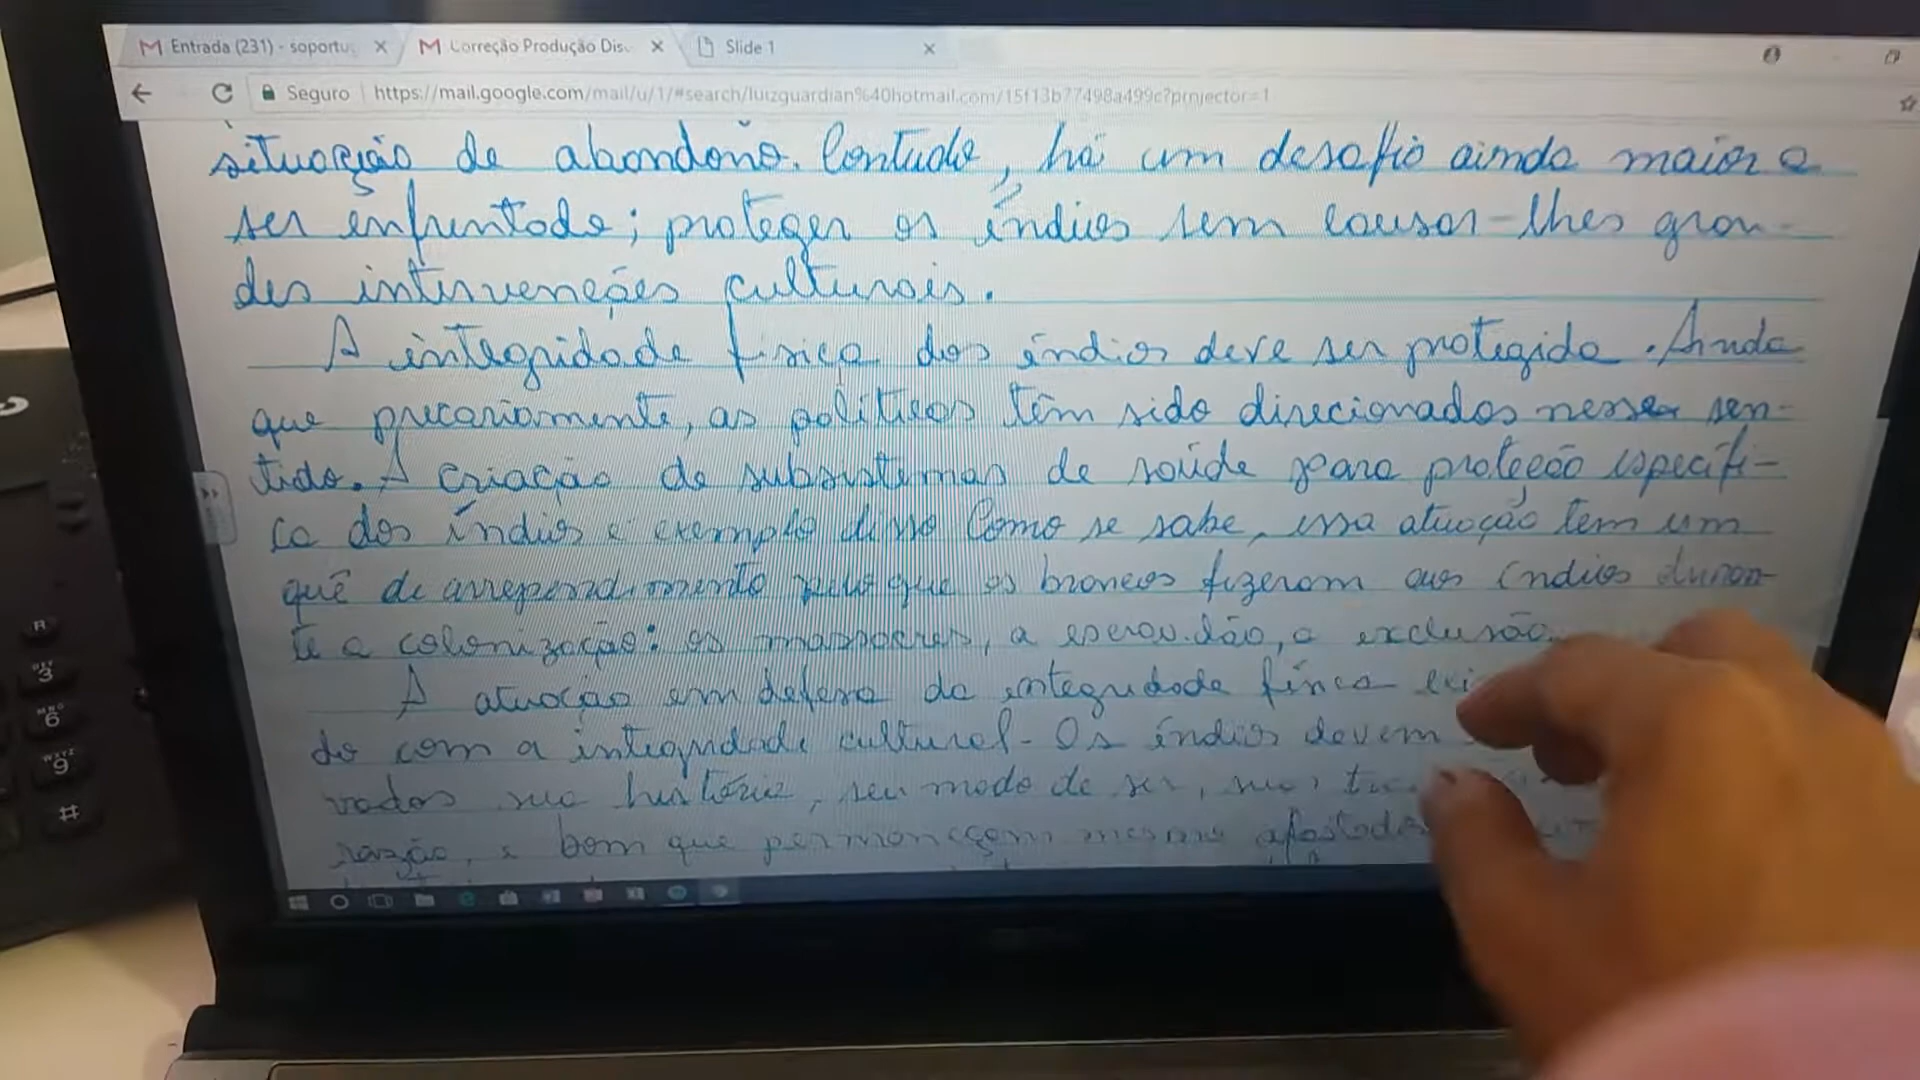 Entrada (231) - soportug
Correção Produção Dis
Slide 1
Seguro
https://mail.google.com/mail/u/1/#search/luizguardian%40hotmail.com/15f13b77498a499c?projector=1
situação de abandono. Contudo, há um desafio ainda maior a
ser enfrentado; proteger os índios sem causar-lhes gran-
des intervenções culturais.
A integridade física dos índios deve ser protegida. Ainda
que precariamente, as políticas têm sido direcionados nesse sen-
tido. A criação de subsistemas de saúde para proteção específi-
ca dos índios é exemplo disso Como se sabe, essa atuação tem um
quê de arrependimento pelo que os brancos fizeram aos índios duran-
te a colonização: os massacres, a escravidão, a exclusão.
A atuação em defesa da integridade física
do com a integridade cultural. Os índios devem
vados sua história, seu modo de ser,
razão, é bom que permaneçam mesmo
R
3
6
WXYZ
9
#